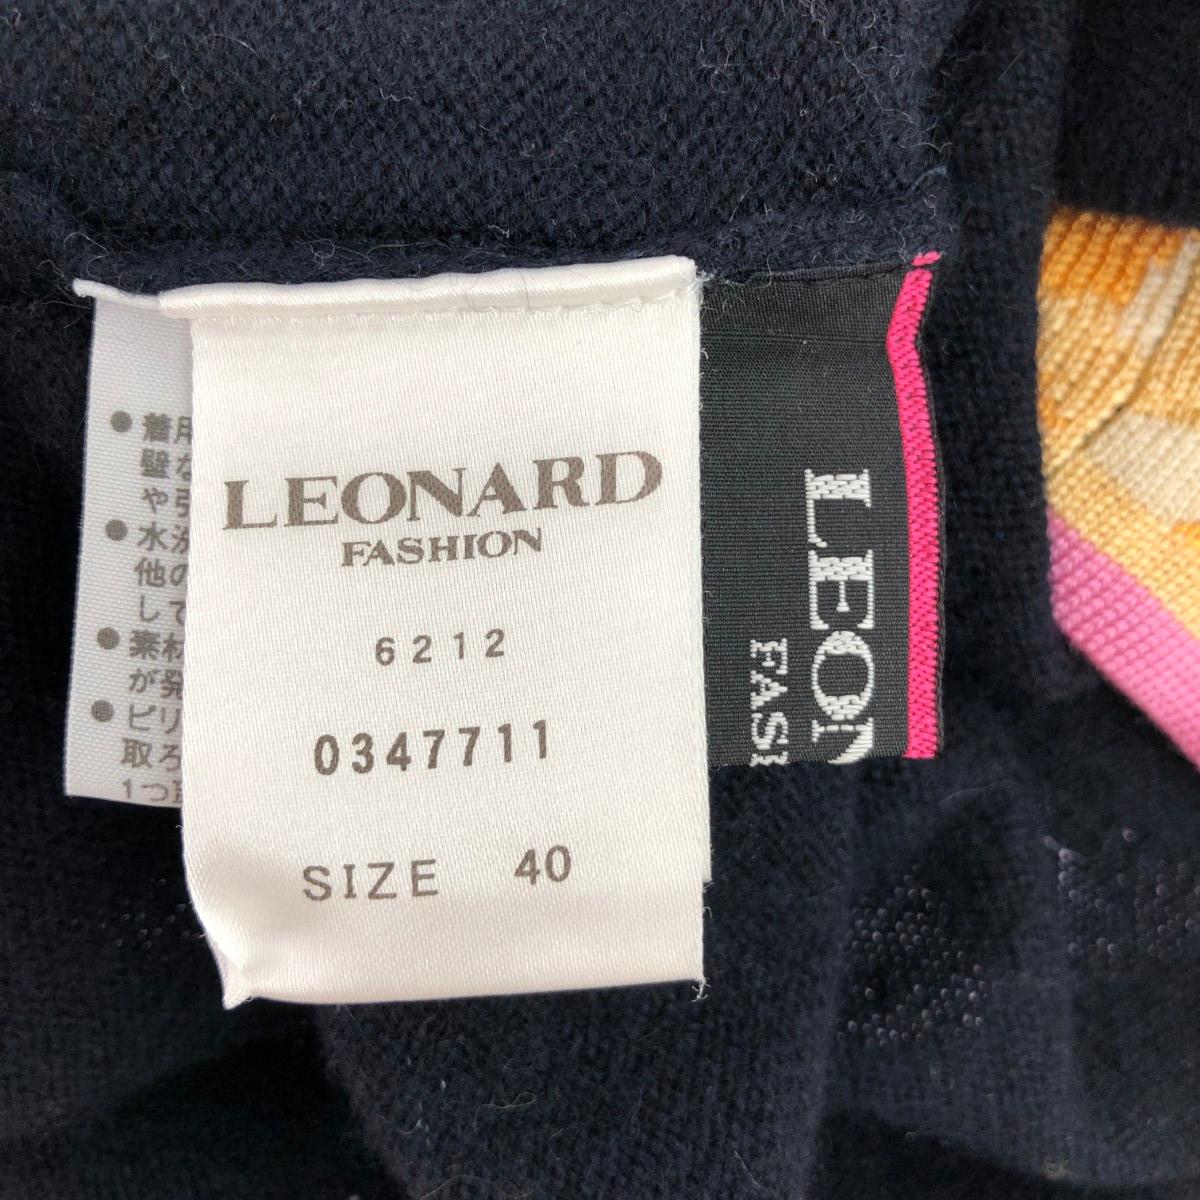 LEONARD
FASHION
6212
0347711
SIZE 40
● 着用
壁な
や引
● 水洗
他の
して
● 素材
が発
● ピリ
取ろ
1つ
LEON
FASH